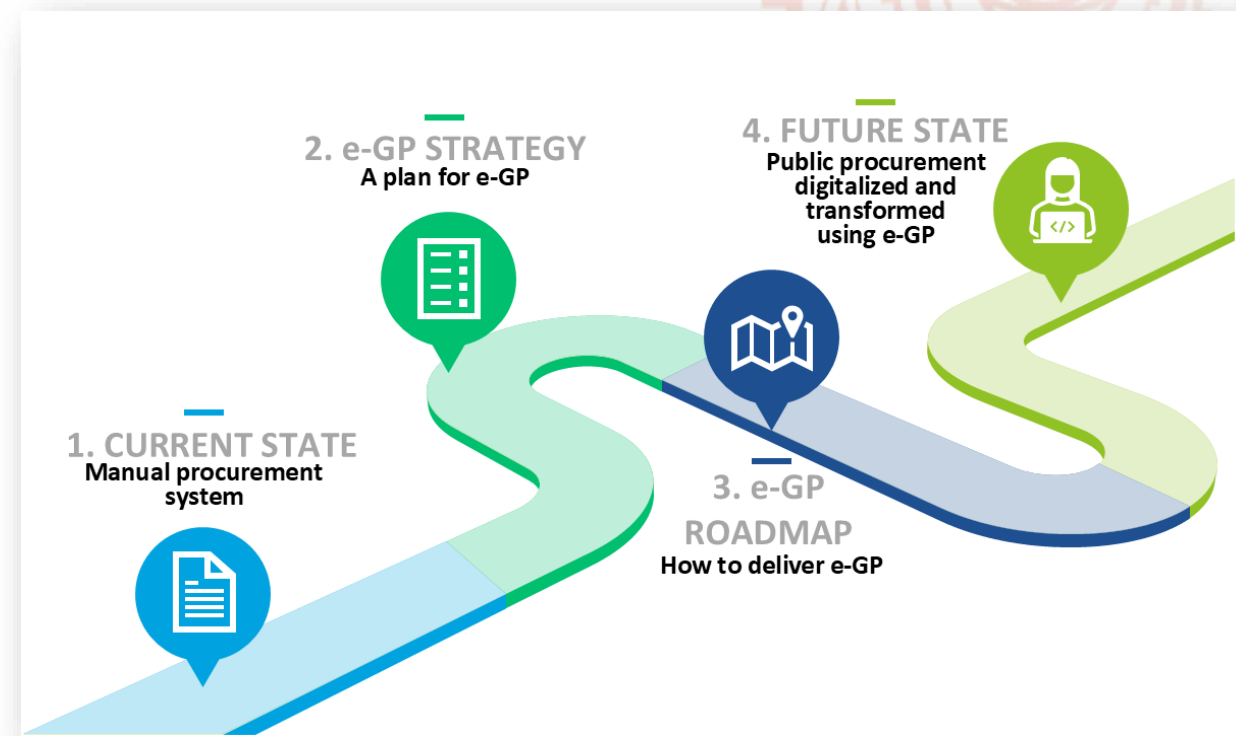 1. CURRENT STATE
Manual procurement
system
2. e-GP STRATEGY
A plan for e-GP
3. e-GP
ROADMAP
How to deliver e-GP
4. FUTURE STATE
Public procurement
digitalized and
transformed
using e-GP
</>